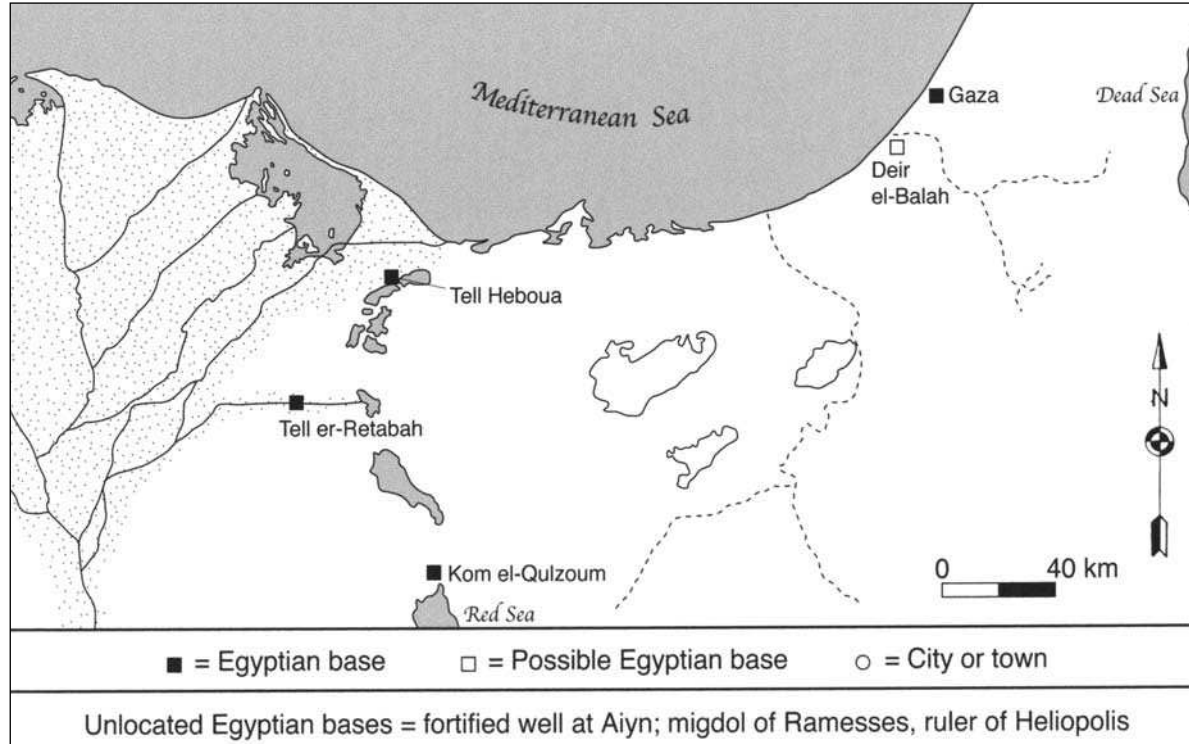 Mediterranean Sea
Gaza
Dead Sea
Deir
el-Balah
Tell Heboua
Tell er-Retabah
N
Kom el-Qulzoum
Red Sea
0 40 km
■ = Egyptian base □ = Possible Egyptian base ○ = City or town
Unlocated Egyptian bases = fortified well at Aiyn; migdol of Ramesses, ruler of Heliopolis